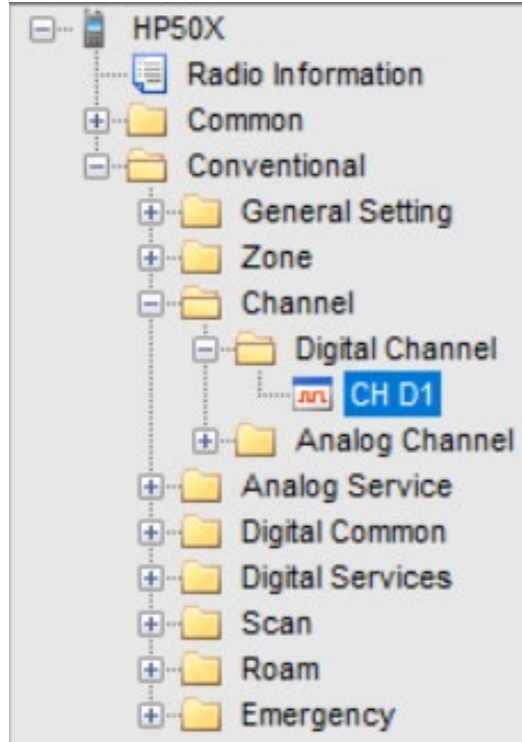 HP50X
Radio Information
Common
Conventional
General Setting
Zone
Channel
Digital Channel
CH D1
Analog Channel
Analog Service
Digital Common
Digital Services
Scan
Roam
Emergency